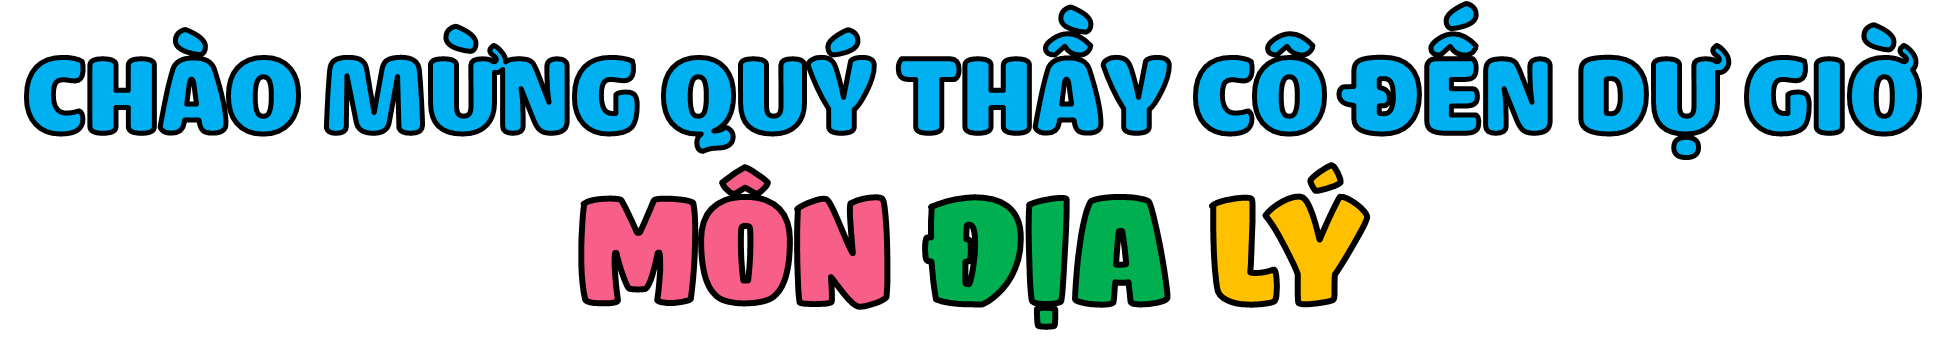 CHÀO MỪNG QUÝ THẦY CÔ ĐẾN DỰ GIỜ
MÔN ĐỊA LÝ